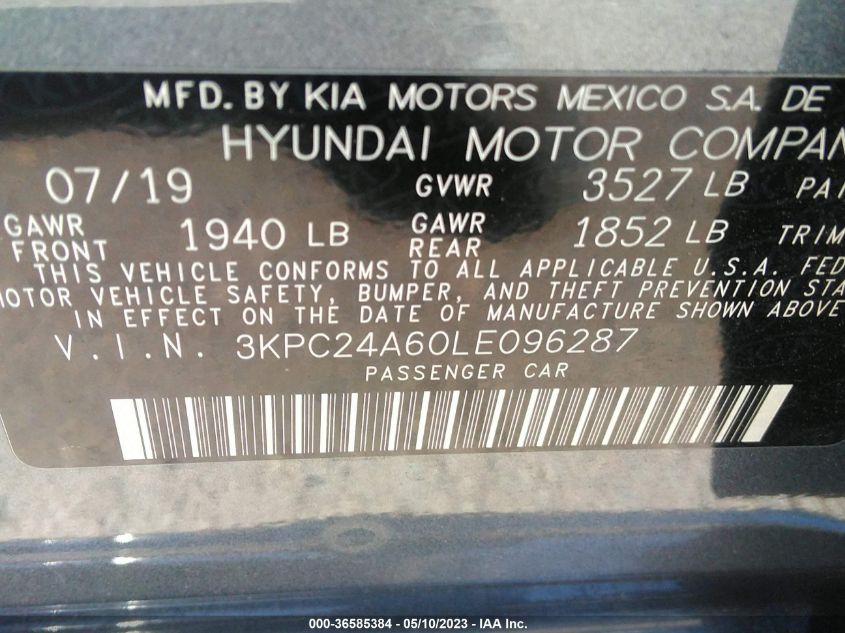 MFD. BY KIA MOTORS MEXICO S.A. DE
HYUNDAI MOTOR COMPAN
07/19 GVWR 3527 LB PAI
GAWR FRONT 1940 LB GAWR REAR 1852 LB TRIM
THIS VEHICLE CONFORMS TO ALL APPLICABLE U.S.A. FED
MOTOR VEHICLE SAFETY, BUMPER, AND THEFT PREVENTION STA
IN EFFECT ON THE DATE OF MANUFACTURE SHOWN ABOVE
V.I.N. 3KPC24A60LE096287
PASSENGER CAR
000-36585384 - 05/10/2023 - IAA Inc.